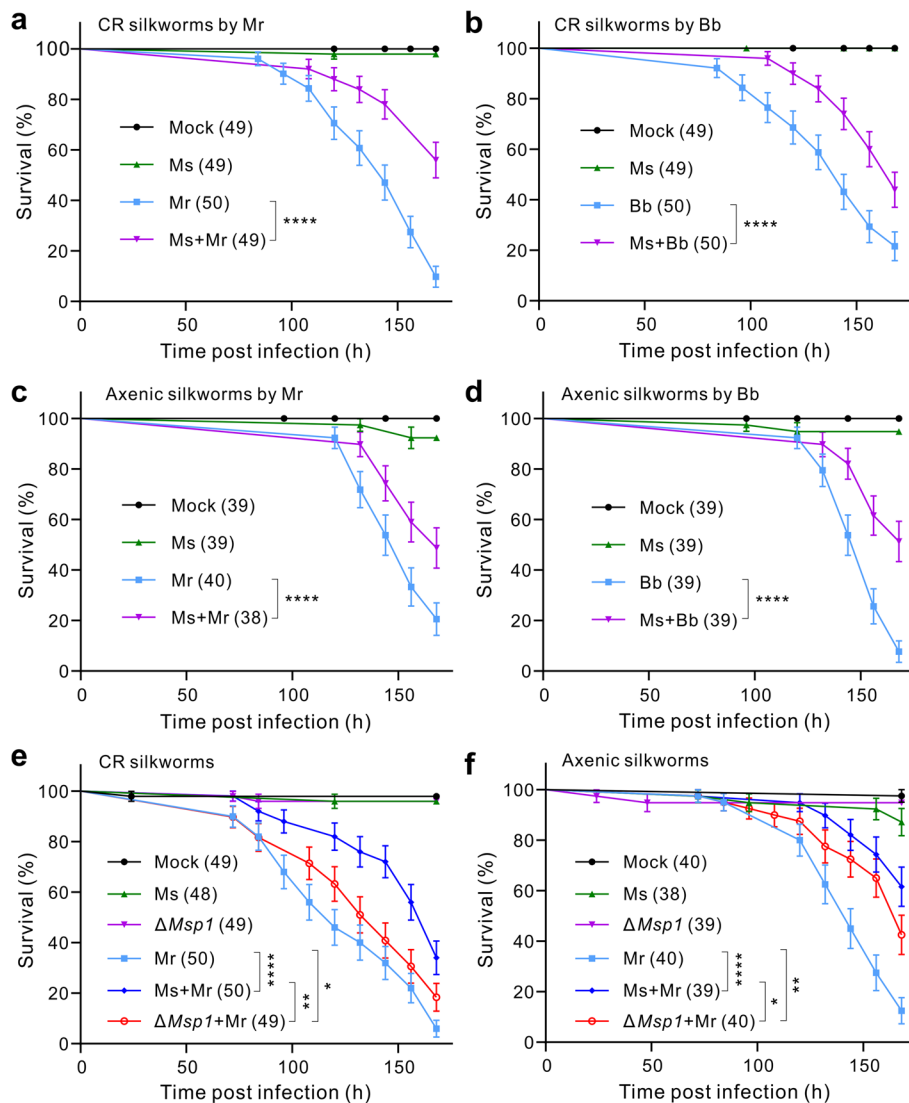 a CR silkworms by Mr
Survival (%)
100
80
60
40
20
0
Mock (49)
Ms (49)
Mr (50)
Ms+Mr (49)
****
0 50 100 150
Time post infection (h)
b CR silkworms by Bb
Survival (%)
100
80
60
40
20
0
Mock (49)
Ms (49)
Bb (50)
Ms+Bb (50)
****
0 50 100 150
Time post infection (h)
c Axenic silkworms by Mr
Survival (%)
100
80
60
40
20
0
Mock (39)
Ms (39)
Mr (40)
Ms+Mr (38)
****
0 50 100 150
Time post infection (h)
d Axenic silkworms by Bb
Survival (%)
100
80
60
40
20
0
Mock (39)
Ms (39)
Bb (39)
Ms+Bb (39)
****
0 50 100 150
Time post infection (h)
e CR silkworms
Survival (%)
100
80
60
40
20
0
Mock (49)
Ms (48)
ΔMsp1 (49)
Mr (50)
Ms+Mr (50)
ΔMsp1+Mr (49)
****
**
*
0 50 100 150
Time post infection (h)
f Axenic silkworms
Survival (%)
100
80
60
40
20
0
Mock (40)
Ms (38)
ΔMsp1 (39)
Mr (40)
Ms+Mr (39)
ΔMsp1+Mr (40)
****
*
**
0 50 100 150
Time post infection (h)